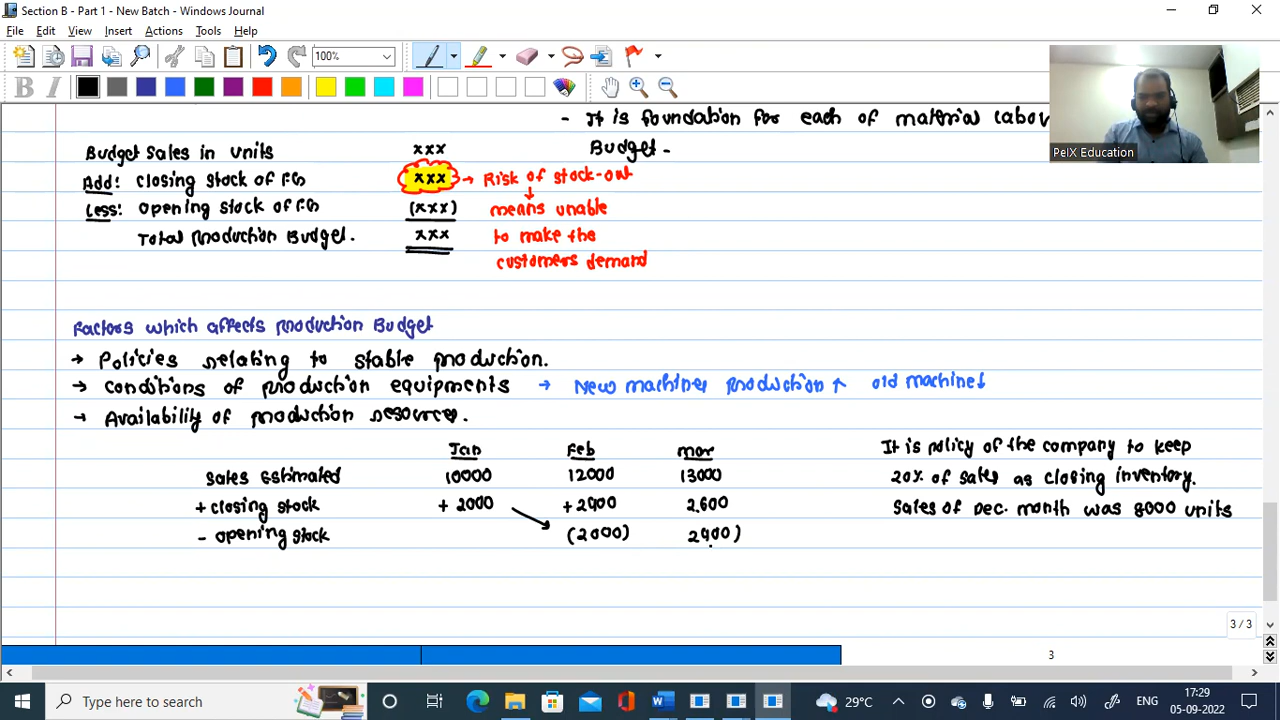 Section B - Part 1 - New Batch - Windows Journal
File Edit View Insert Actions Tools Help
100%
B I
PelX Education
- It is foundation for each of material labou
Budget -
Budget Sales in units xxx
Add: closing stock of FG xxx → Risk of stock-out
Less: opening stock of FG (xxx) means unable
Total production Budget. xxx to make the
customers demand
Factors which affects production Budget
→ Policies relating to stable production.
→ Conditions of production equipments → New machines production ↑ old machines
→ Availability of production resources.
Jan Feb mar It is policy of the company to keep
Sales Estimated 10000 12000 13000 20% of sales as closing inventory.
+ closing stock + 2000 +2400 2,600 Sales of Dec. month was 8000 units
- opening stock (2000) 2400)
3 / 3
3
Type here to search
29°C ENG 17:29
05-09-2022